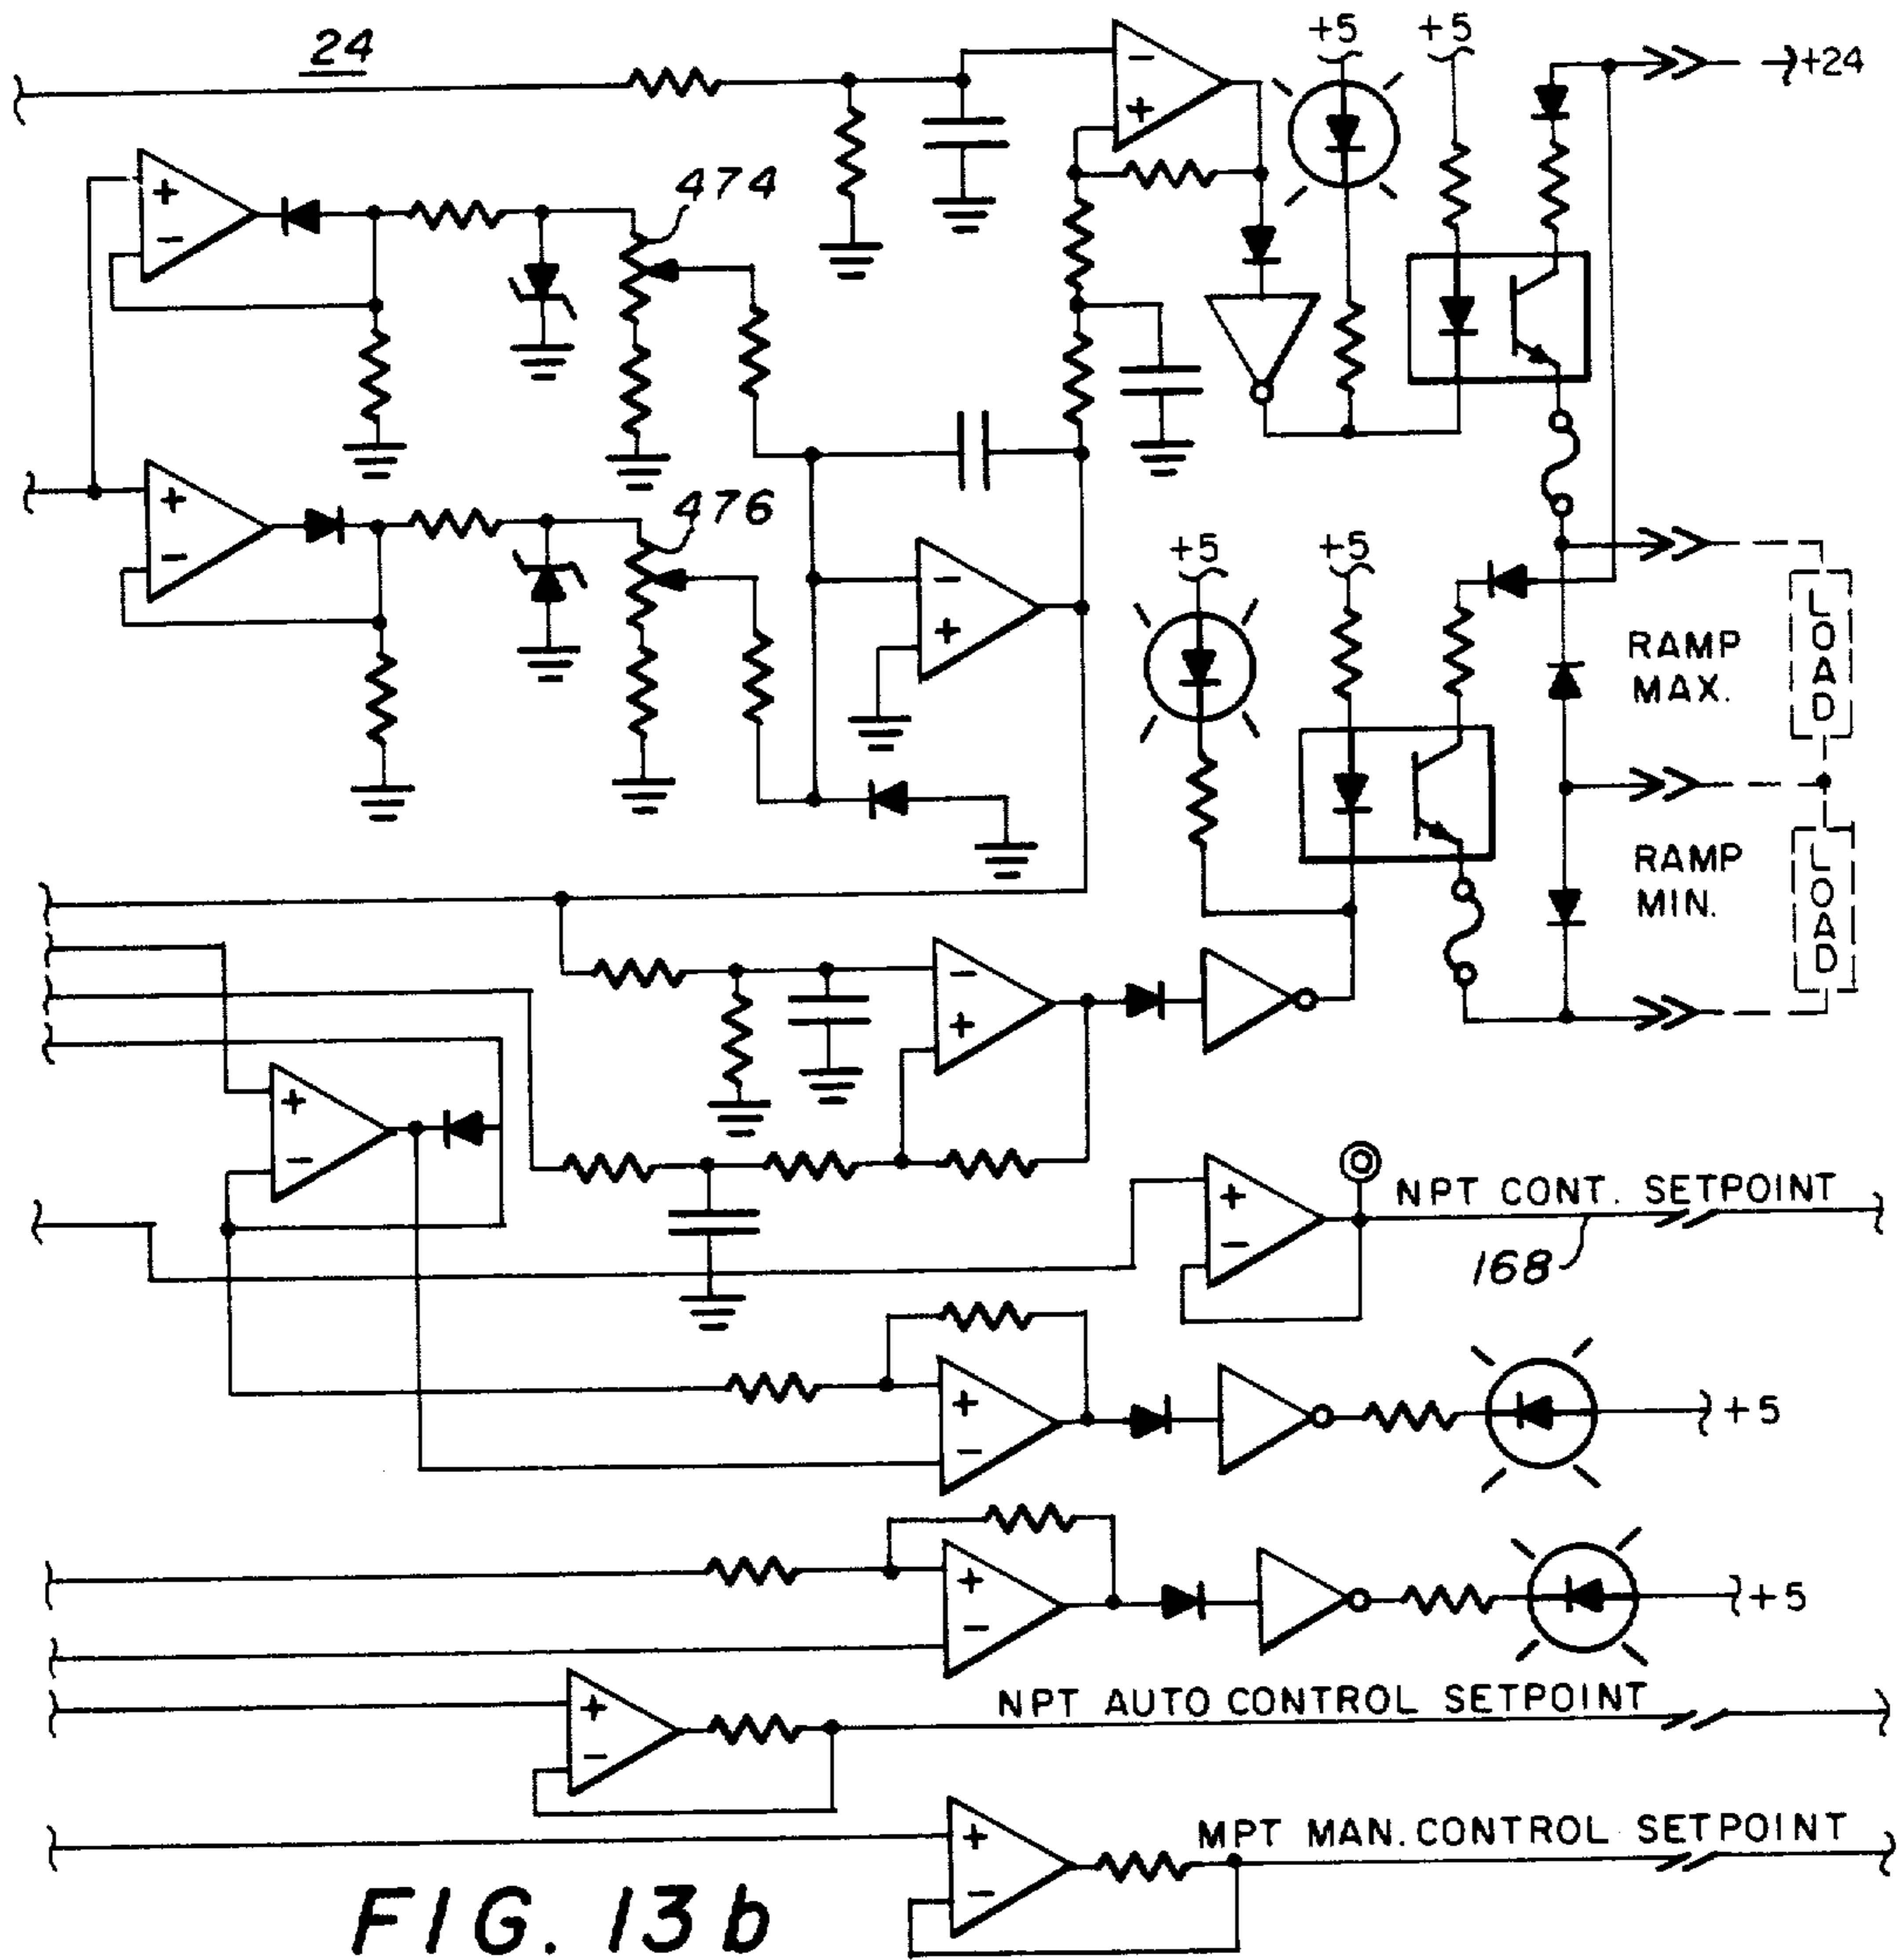 24
+5
+5
+24
474
476
+5
+5
RAMP
MAX.
LOAD
RAMP
MIN.
LOAD
NPT CONT. SETPOINT
168
+5
+5
NPT AUTO CONTROL SETPOINT
MPT MAN. CONTROL SETPOINT
FIG. 13b